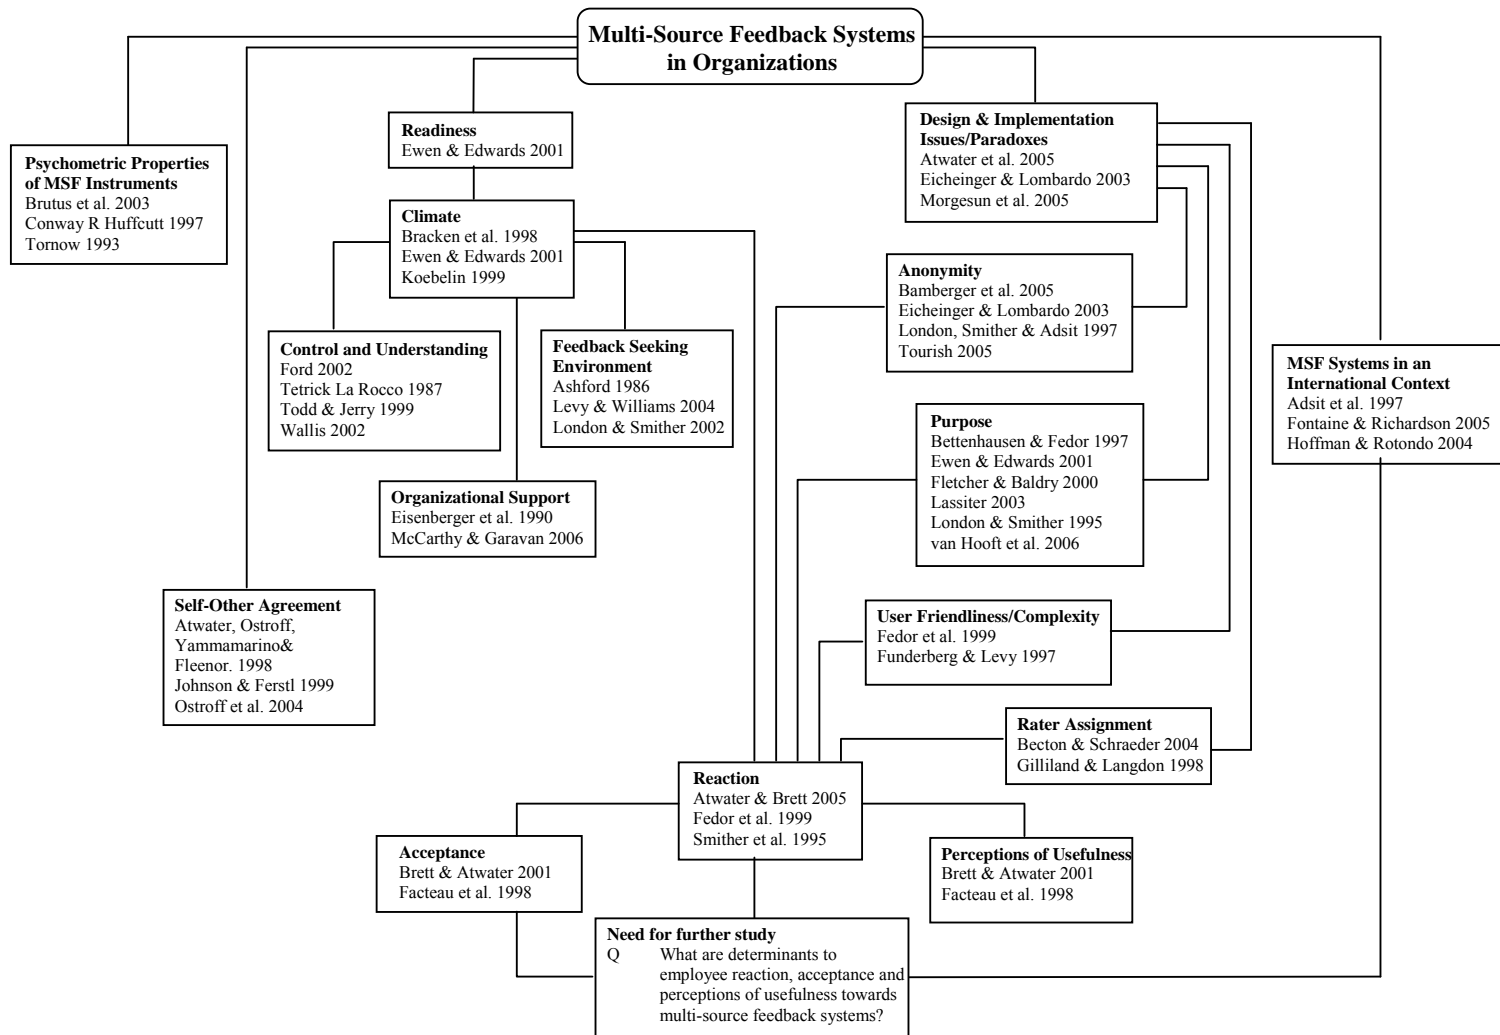 Multi-Source Feedback Systems
in Organizations
Readiness
Ewen & Edwards 2001
Design & Implementation
Issues/Paradoxes
Atwater et al. 2005
Eicheinger & Lombardo 2003
Morgesun et al. 2005
Psychometric Properties
of MSF Instruments
Brutus et al. 2003
Conway R Huffcutt 1997
Tornow 1993
Climate
Bracken et al. 1998
Ewen & Edwards 2001
Koebelin 1999
Anonymity
Bamberger et al. 2005
Eicheinger & Lombardo 2003
London, Smither & Adsit 1997
Tourish 2005
Control and Understanding
Ford 2002
Tetrick La Rocco 1987
Todd & Jerry 1999
Wallis 2002
Feedback Seeking
Environment
Ashford 1986
Levy & Williams 2004
London & Smither 2002
MSF Systems in an
International Context
Adsit et al. 1997
Fontaine & Richardson 2005
Hoffman & Rotondo 2004
Purpose
Bettenhausen & Fedor 1997
Ewen & Edwards 2001
Fletcher & Baldry 2000
Lassiter 2003
London & Smither 1995
van Hooft et al. 2006
Organizational Support
Eisenberger et al. 1990
McCarthy & Garavan 2006
Self-Other Agreement
Atwater, Ostroff,
Yammamarino&
Fleenor. 1998
Johnson & Ferstl 1999
Ostroff et al. 2004
User Friendliness/Complexity
Fedor et al. 1999
Funderberg & Levy 1997
Rater Assignment
Becton & Schraeder 2004
Gilliland & Langdon 1998
Reaction
Atwater & Brett 2005
Fedor et al. 1999
Smither et al. 1995
Acceptance
Brett & Atwater 2001
Facteau et al. 1998
Perceptions of Usefulness
Brett & Atwater 2001
Facteau et al. 1998
Need for further study
Q What are determinants to
employee reaction, acceptance and
perceptions of usefulness towards
multi-source feedback systems?